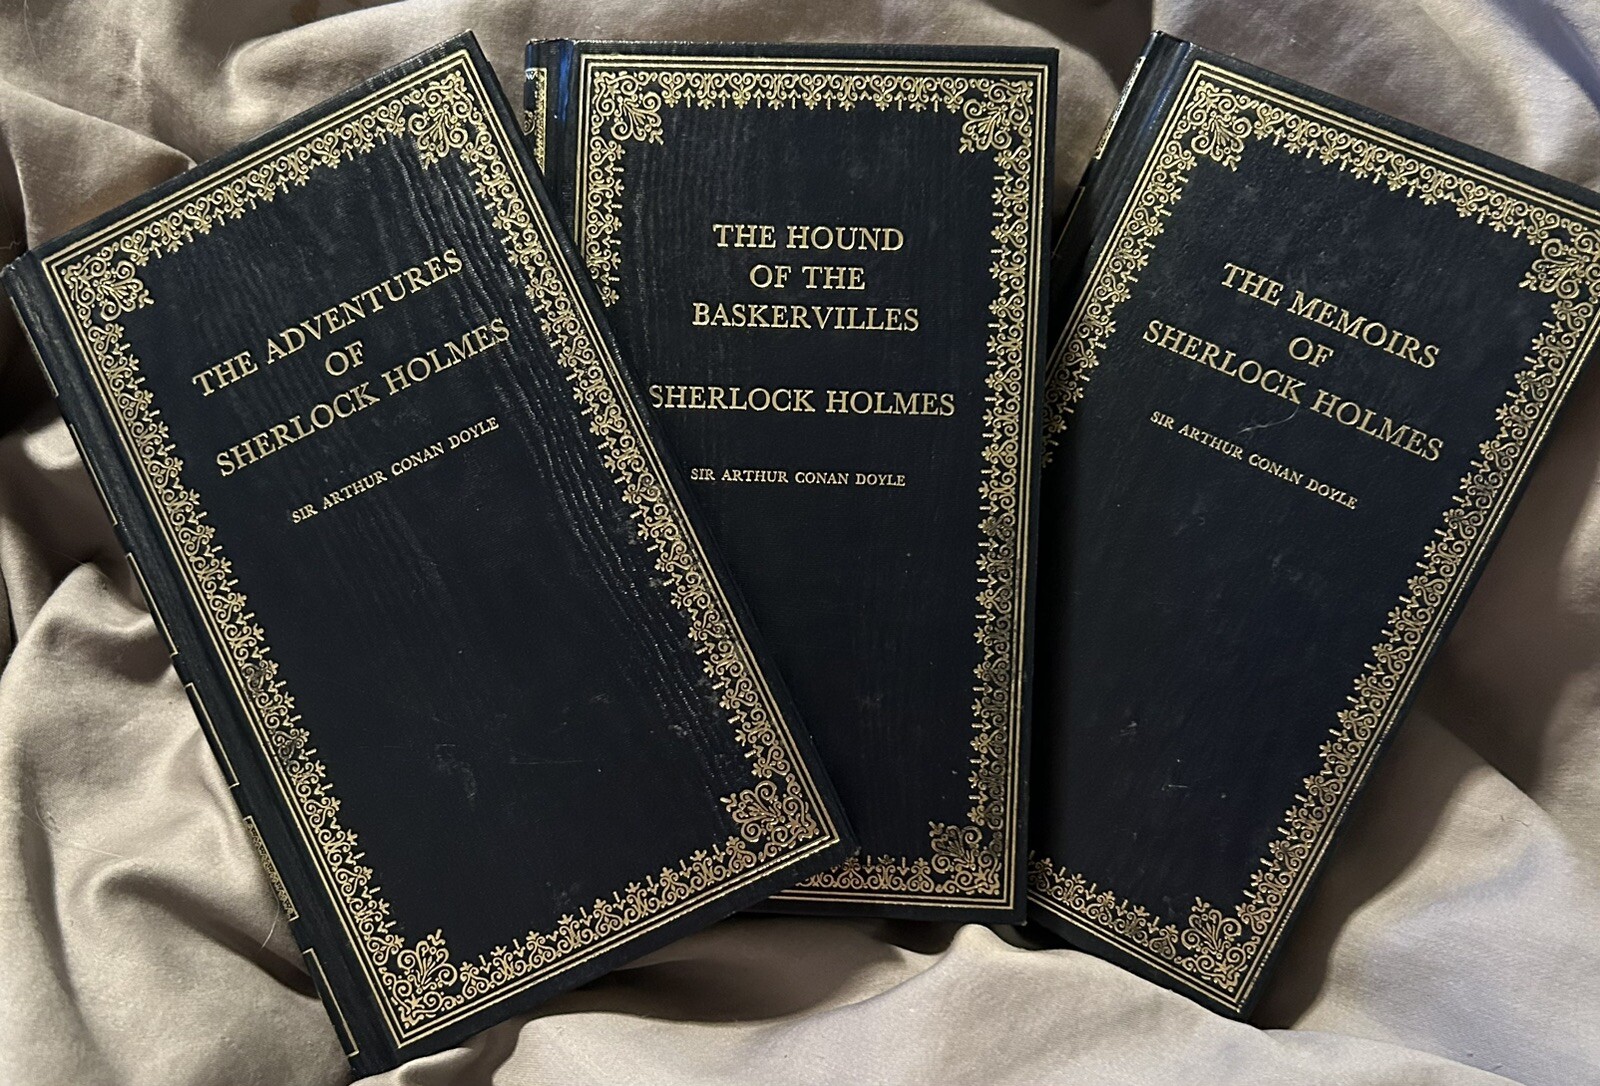 THE ADVENTURES
OF
SHERLOCK HOLMES
SIR ARTHUR CONAN DOYLE
THE HOUND
OF THE
BASKERVILLES
SHERLOCK HOLMES
SIR ARTHUR CONAN DOYLE
THE MEMOIRS
OF
SHERLOCK HOLMES
SIR ARTHUR CONAN DOYLE